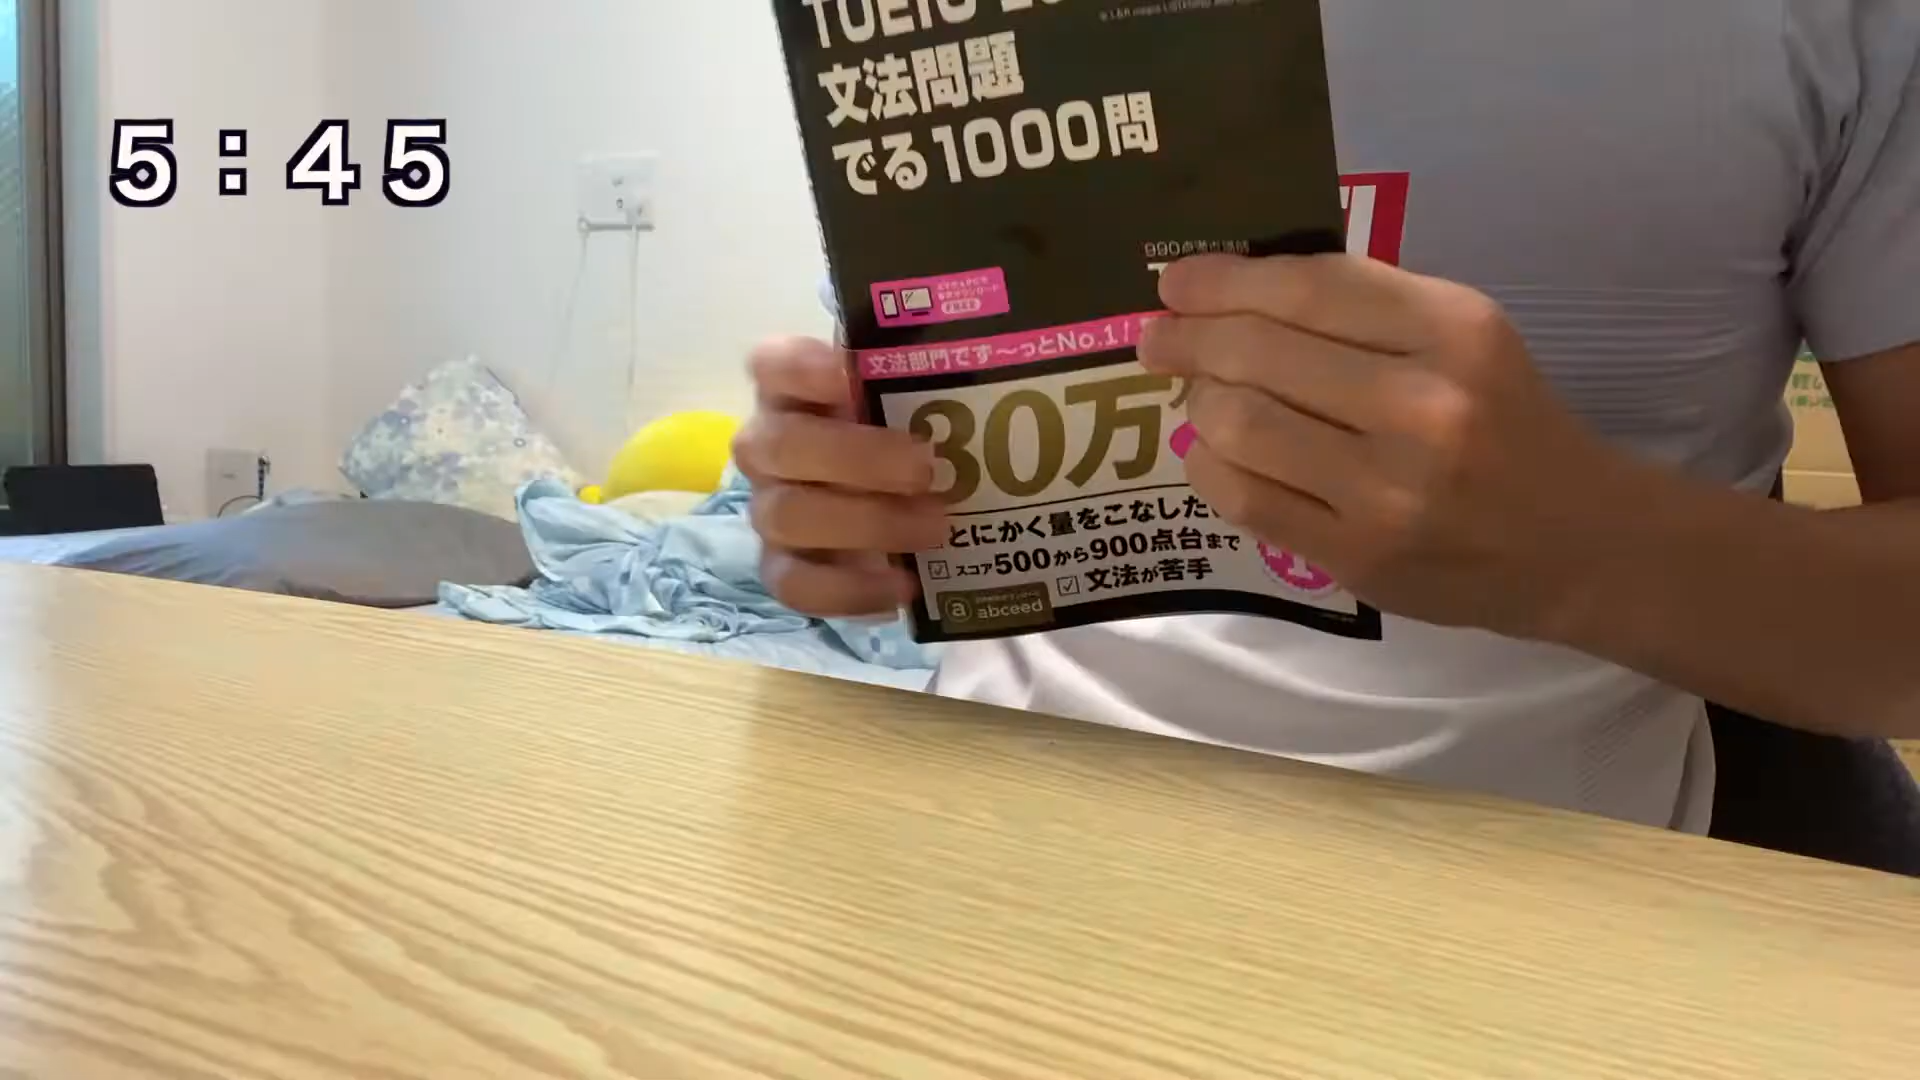 5:45
TOEIC L
文法問題
でる1000問
990点満点講師
FREE
文法部門でず〜っとNo.1!
30万
とにかく量をこなした
スコア500から900点台まで
文法が苦手
abceed